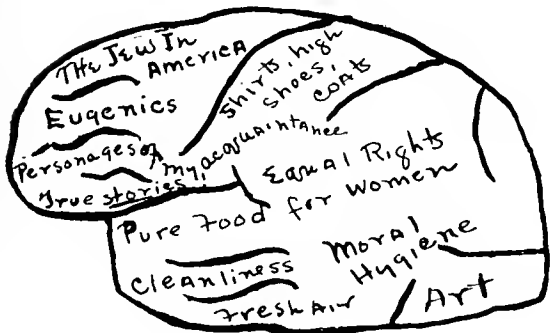 THE JEW IN
AMERICA
Eugenics
Personages of
my acquaintance
True stories
Shirts, high
shoes,
coats
Equal Rights
for women
Pure Food
Moral
Hygiene
Cleanliness
Fresh Air
Art